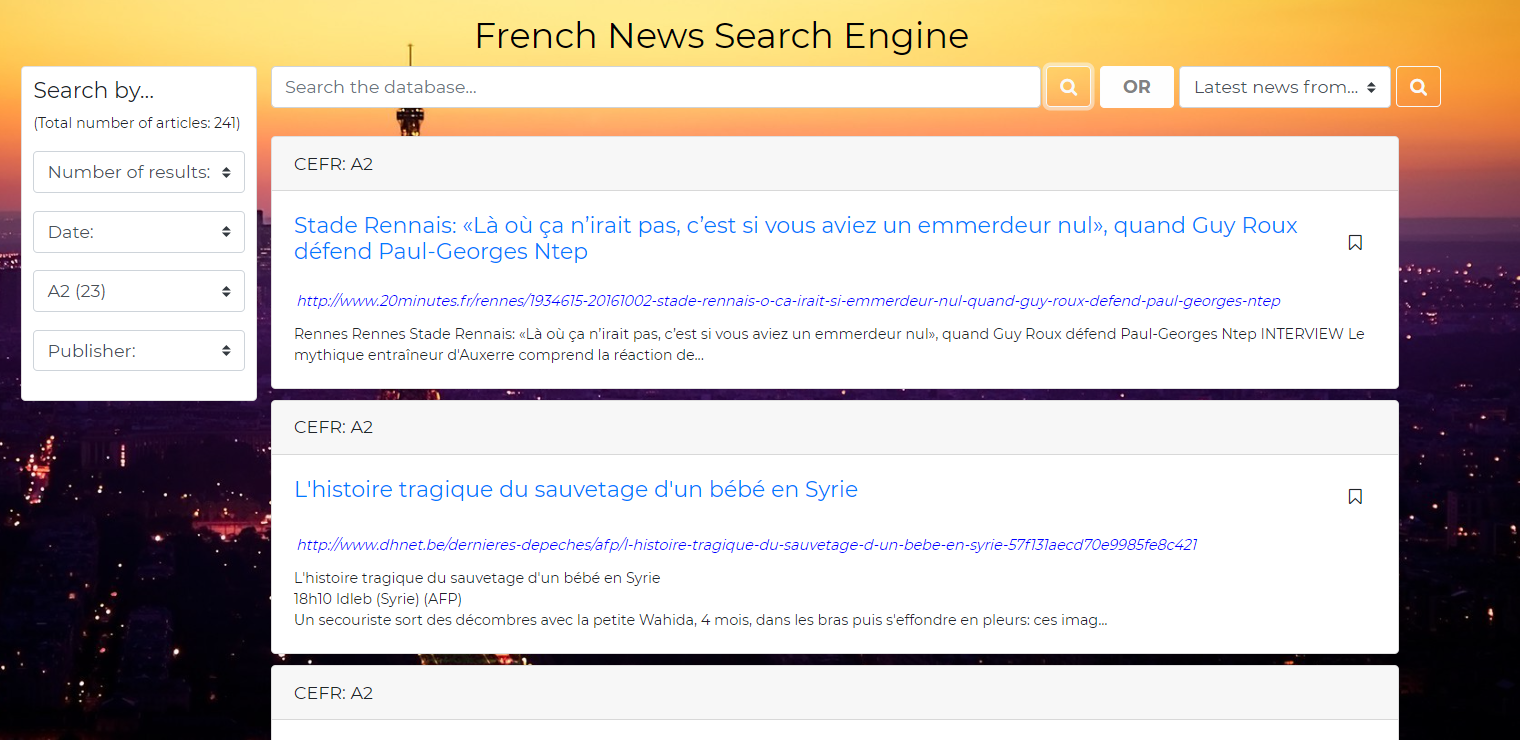 French News Search Engine
Search by...
(Total number of articles: 241)
Number of results:
Date:
A2 (23)
Publisher:
Search the database...
OR
Latest news from...
CEFR: A2
Stade Rennais: «Là où ça n’irait pas, c’est si vous aviez un emmerdeur nul», quand Guy Roux
défend Paul-Georges Ntep
http://www.20minutes.fr/rennes/1934615-20161002-stade-rennais-o-ca-irait-si-emmerdeur-nul-quand-guy-roux-defend-paul-georges-ntep
Rennes Rennes Stade Rennais: «Là où ça n’irait pas, c’est si vous aviez un emmerdeur nul», quand Guy Roux défend Paul-Georges Ntep INTERVIEW Le
mythique entraîneur d'Auxerre comprend la réaction de...
CEFR: A2
L'histoire tragique du sauvetage d'un bébé en Syrie
http://www.dhnet.be/dernieres-depeches/afp/l-histoire-tragique-du-sauvetage-d-un-bebe-en-syrie-57f131aecd70e9985fe8c421
L'histoire tragique du sauvetage d'un bébé en Syrie
18h10 Idleb (Syrie) (AFP)
Un secouriste sort des décombres avec la petite Wahida, 4 mois, dans les bras puis s'effondre en pleurs: ces imag...
CEFR: A2